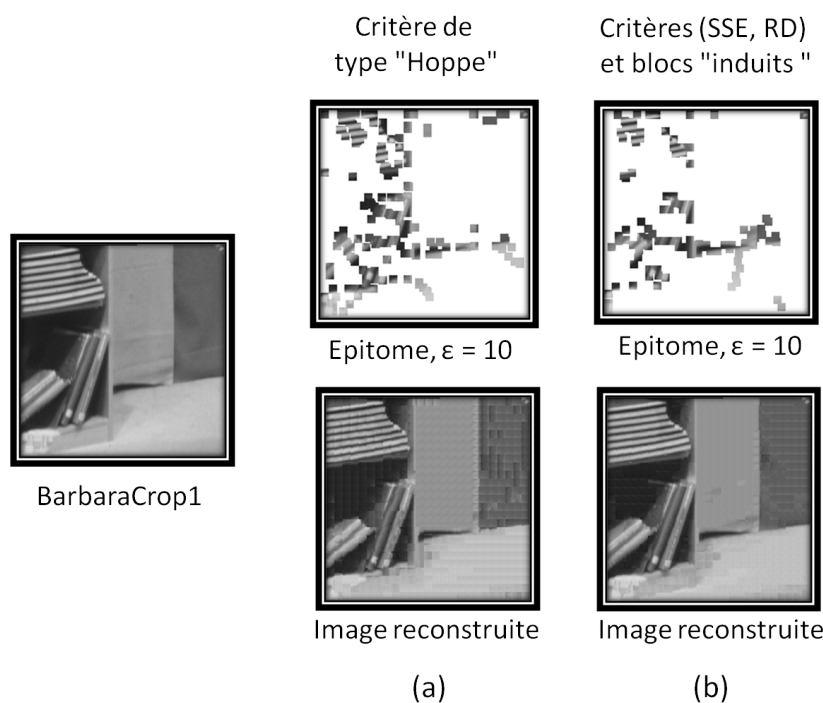 Critère de
type "Hoppe"
Critères (SSE, RD)
et blocs "induits "
Epitome, ε = 10
Epitome, ε = 10
BarbaraCrop1
Image reconstruite
Image reconstruite
(a)
(b)